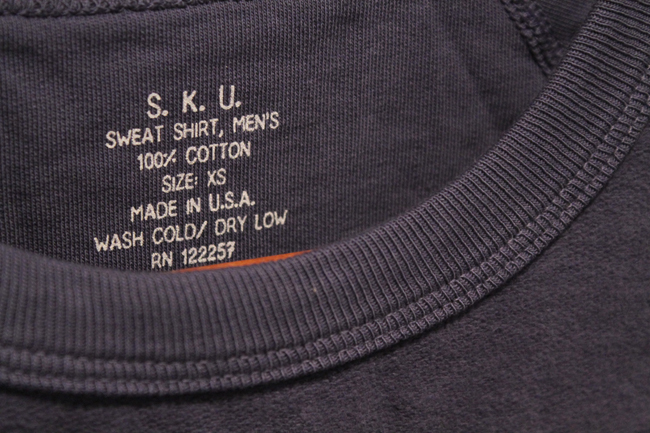 S. K. U.
SWEAT SHIRT, MEN'S
100% COTTON
SIZE: XS
MADE IN U.S.A.
WASH COLD/ DRY LOW
RN 122257